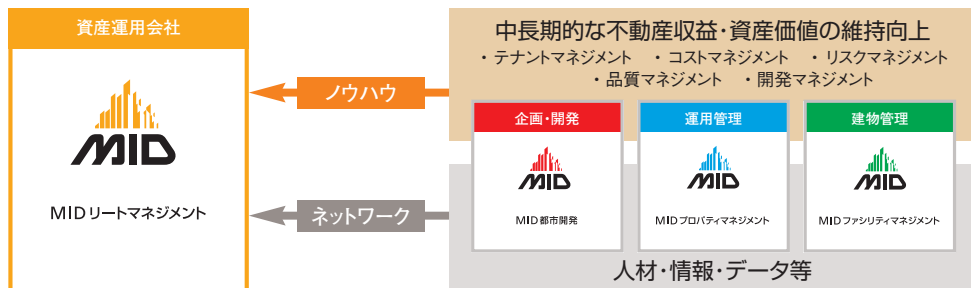 資産運用会社
MID
MIDリートマネジメント
ノウハウ
ネットワーク
中長期的な不動産収益・資産価値の維持向上
・テナントマネジメント ・コストマネジメント ・リスクマネジメント
・品質マネジメント ・開発マネジメント
企画・開発
MID
MID都市開発
運用管理
MID
MIDプロパティマネジメント
建物管理
MID
MIDファシリティマネジメント
人材・情報・データ等